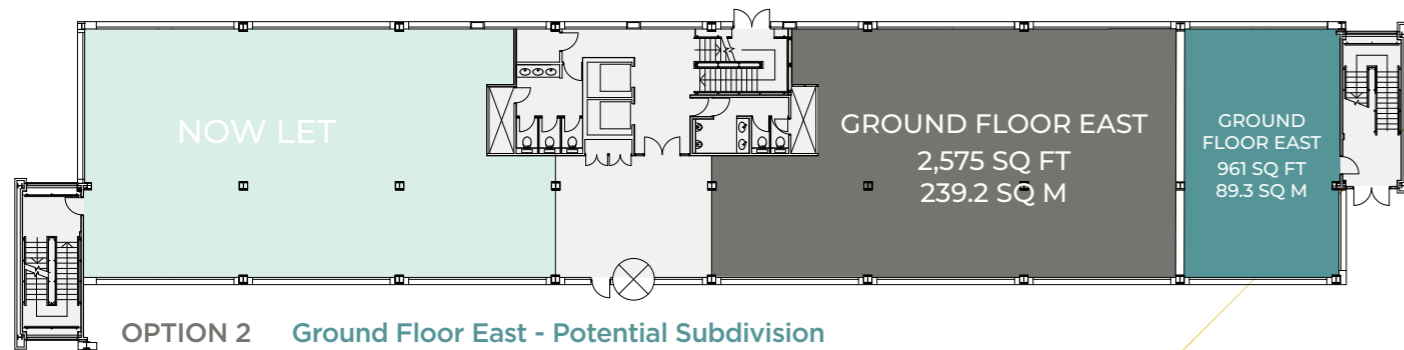 NOW LET
GROUND FLOOR EAST
2,575 SQ FT
239.2 SQ M
GROUND
FLOOR EAST
961 SQ FT
89.3 SQ M
OPTION 2 Ground Floor East - Potential Subdivision